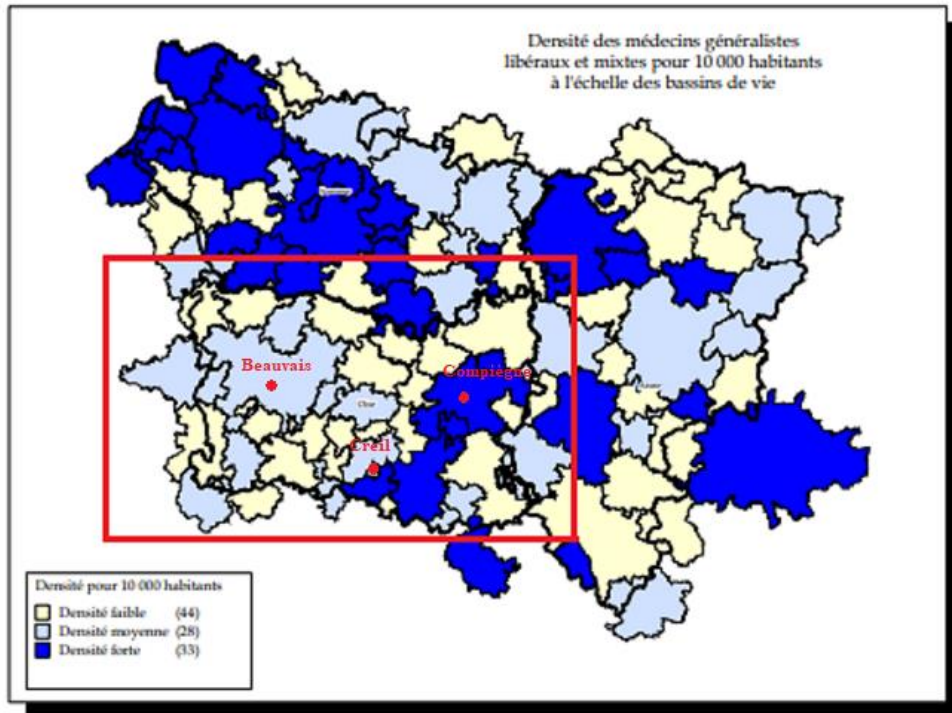 Densité des médecins généralistes
libéraux et mixtes pour 10 000 habitants
à l'échelle des bassins de vie
Beauvais
Compiègne
Oise
Creil
Densité pour 10 000 habitants
Densité faible (44)
Densité moyenne (28)
Densité forte (33)